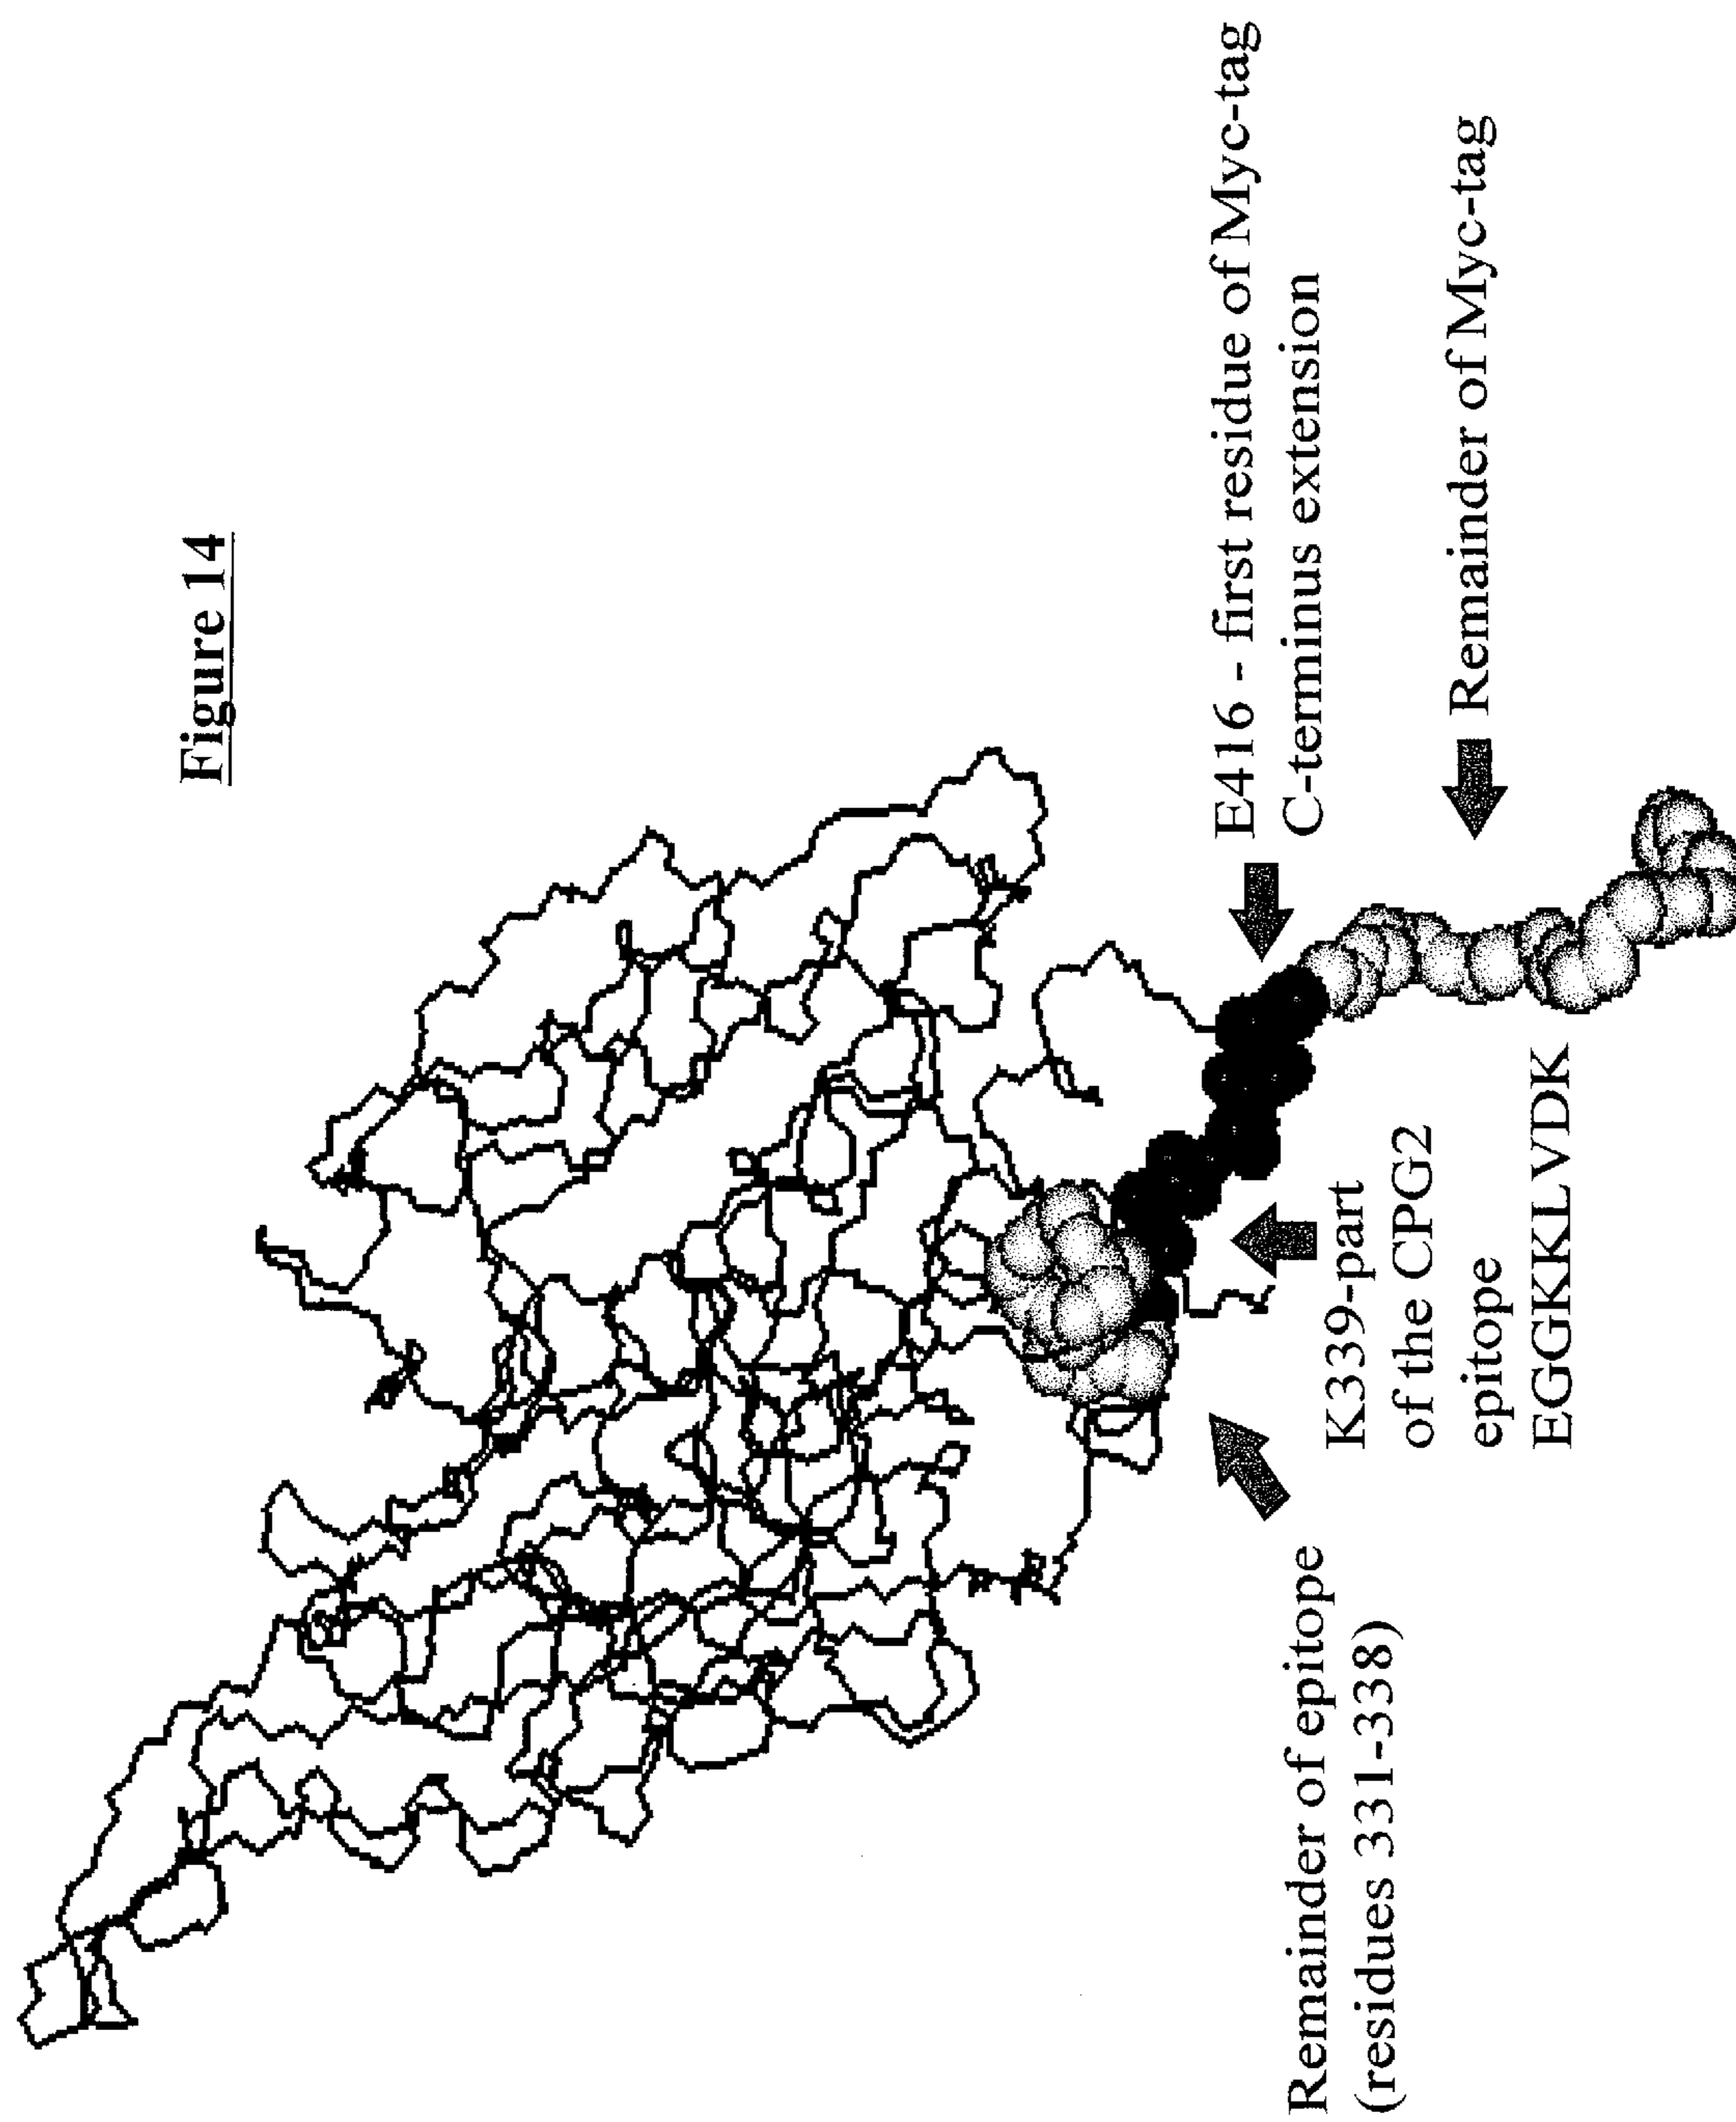 Figure 14
E416 - first residue of Myc-tag
C-terminus extension
Remainder of Myc-tag
K339-part
of the CPG2
epitope
EGGKKLVDK
Remainder of epitope
(residues 331-338)